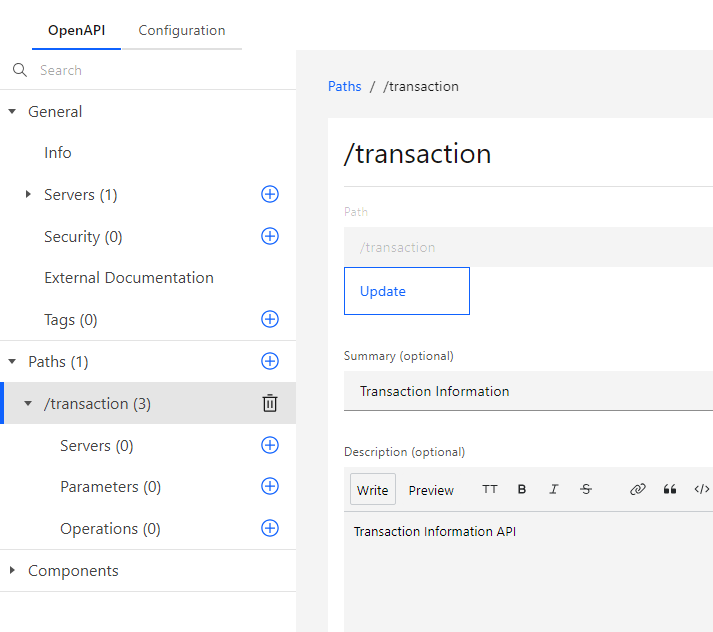 OpenAPI Configuration
Search
General
Info
Servers (1)
Security (0)
External Documentation
Tags (0)
Paths (1)
/transaction (3)
Servers (0)
Parameters (0)
Operations (0)
Components
Paths / /transaction
/transaction
Path
/transaction
Update
Summary (optional)
Transaction Information
Description (optional)
Write Preview TT B I S </>
Transaction Information API